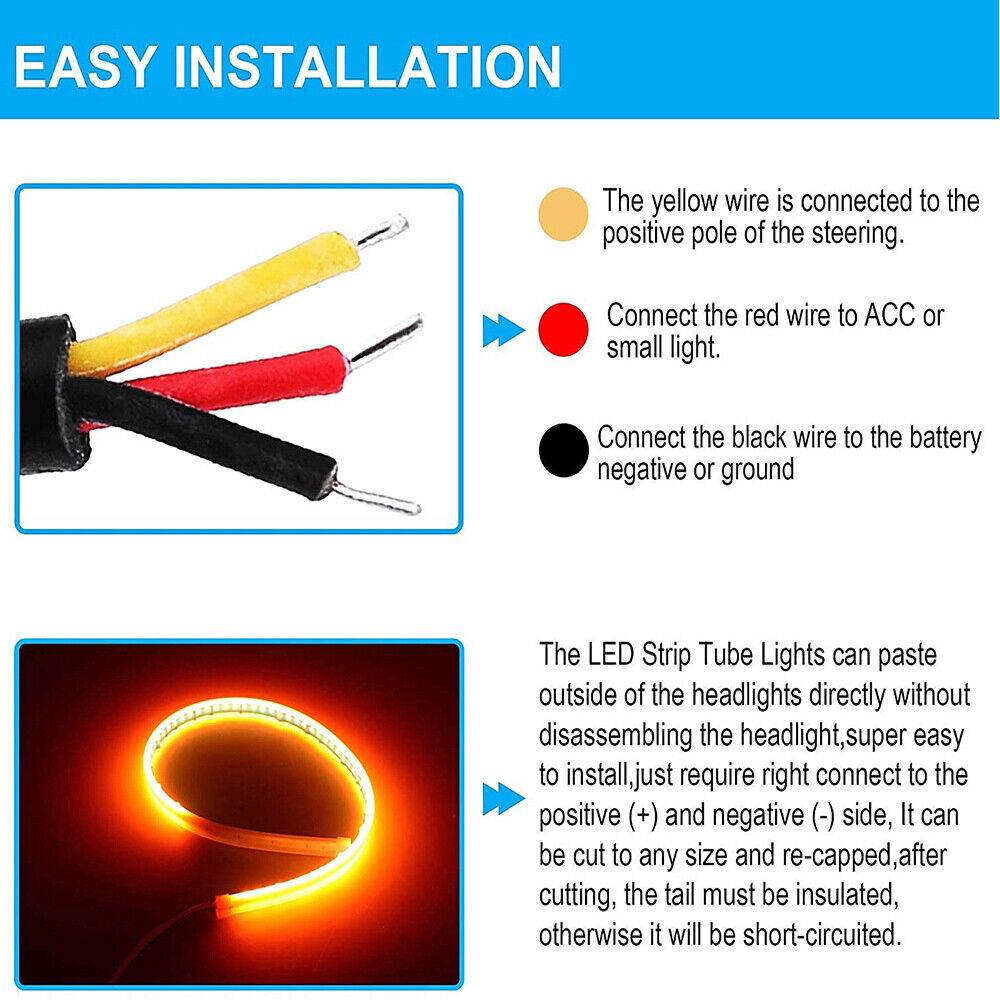 EASY INSTALLATION
The yellow wire is connected to the
positive pole of the steering.
Connect the red wire to ACC or
small light.
Connect the black wire to the battery
negative or ground
The LED Strip Tube Lights can paste
outside of the headlights directly without
disassembling the headlight,super easy
to install,just require right connect to the
positive (+) and negative (-) side, It can
be cut to any size and re-capped,after
cutting, the tail must be insulated,
otherwise it will be short-circuited.